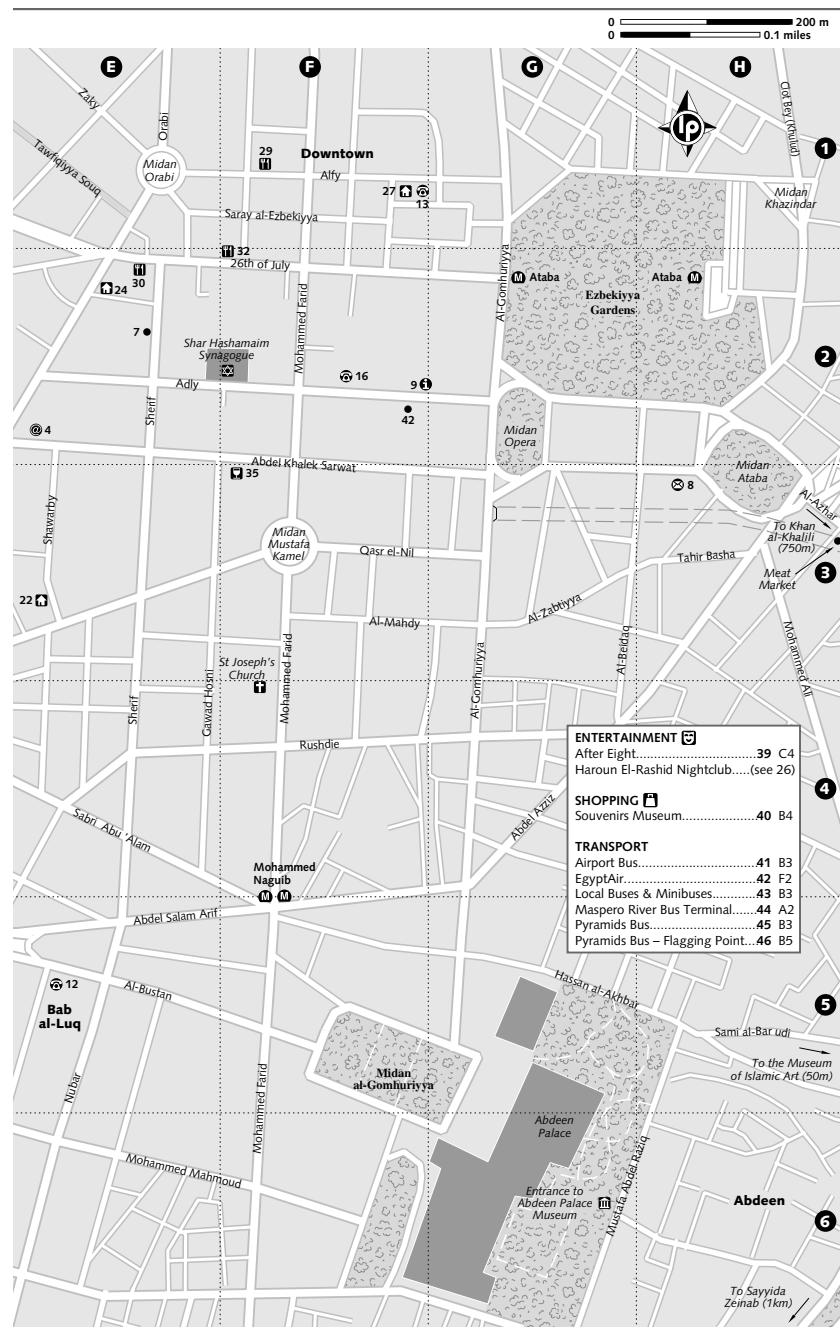 0 200 m
0 0.1 miles
E
F
G
H
Zaky
Orabi
Clot Bey (Khulud)
lp
1
29
Downtown
Tawfiqiyya Souq
Midan
Orabi
Alfy
27
13
Midan
Khazindar
Saray al-Ezbekiyya
32
26th of July
30
24
Al-Gomhuriyya
M Ataba
Ataba M
Ezbekiyya
Gardens
7
Mohammed Farid
Shar Hashamaim
Synagogue
16
9
2
Adly
42
Sherif
@ 4
Midan
Opera
Abdel Khalek Sarwat
35
Midan
Ataba
8
Al-Azhar
Shawarby
Midan
Mustafa
Kamel
Qasr el-Nil
To Khan
al-Khalili
(750m)
Tahir Basha
3
Meat
Market
22
Al-Zabtiyya
Al-Mahdy
Al-Beidaq
Mohammed Ali
St Joseph's
Church
Mohammed Farid
Gawad Hosni
Sherif
Al-Gomhuriyya
Rushdie
ENTERTAINMENT
After Eight.................................39 C4
Haroun El-Rashid Nightclub.....(see 26)
SHOPPING
Souvenirs Museum.......................40 B4
TRANSPORT
Airport Bus.................................41 B3
EgyptAir.....................................42 F2
Local Buses & Minibuses............43 B3
Maspero River Bus Terminal.......44 A2
Pyramids Bus..............................45 B3
Pyramids Bus – Flagging Point...46 B5
4
Sabri Abu 'Alam
Abdel Azziz
Mohammed
Naguib
M M
Abdel Salam Arif
12
Bab
al-Luq
Al-Bustan
Hassan al-Akhbar
5
Sami al-Bar udi
To the Museum
of Islamic Art (50m)
Nubar
Mohammed Farid
Midan
al-Gomhuriyya
Abdeen
Palace
Mohammed Mahmoud
Entrance to
Abdeen Palace
Museum
Mustafa Abdel Raziq
Abdeen
6
To Sayyida
Zeinab (1km)